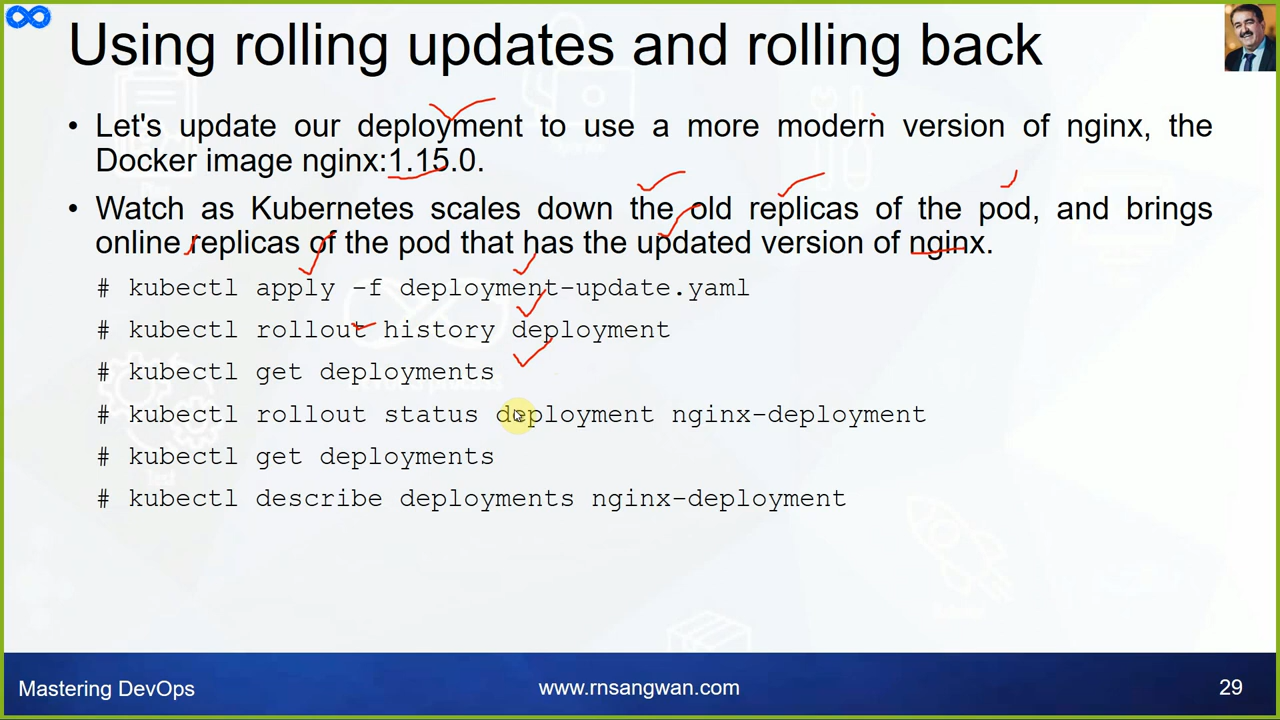 Using rolling updates and rolling back
• Let's update our deployment to use a more modern version of nginx, the
Docker image nginx:1.15.0.
• Watch as Kubernetes scales down the old replicas of the pod, and brings
online replicas of the pod that has the updated version of nginx.
# kubectl apply -f deployment-update.yaml
# kubectl rollout history deployment
# kubectl get deployments
# kubectl rollout status deployment nginx-deployment
# kubectl get deployments
# kubectl describe deployments nginx-deployment
Mastering DevOps
www.rnsangwan.com
29